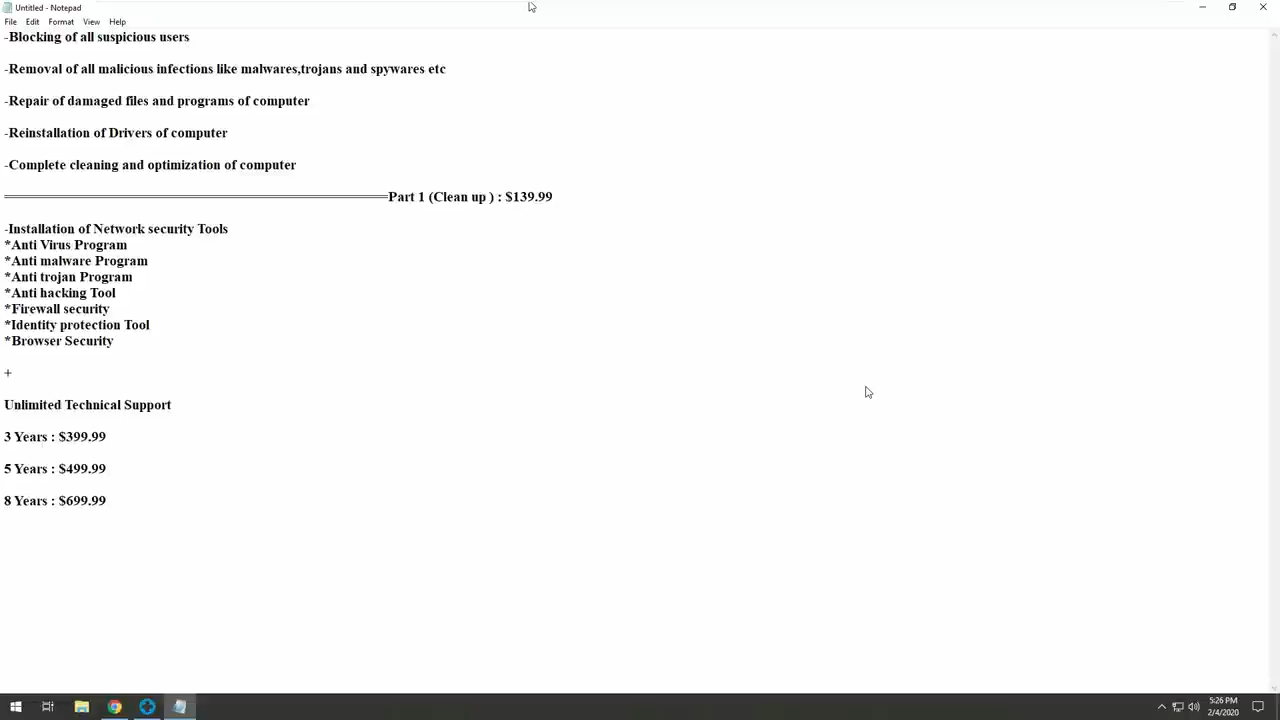 Untitled - Notepad
File Edit Format View Help
-Blocking of all suspicious users
-Removal of all malicious infections like malwares,trojans and spywares etc
-Repair of damaged files and programs of computer
-Reinstallation of Drivers of computer
-Complete cleaning and optimization of computer
================================================Part 1 (Clean up ) : $139.99
-Installation of Network security Tools
*Anti Virus Program
*Anti malware Program
*Anti trojan Program
*Anti hacking Tool
*Firewall security
*Identity protection Tool
*Browser Security
+
Unlimited Technical Support
3 Years : $399.99
5 Years : $499.99
8 Years : $699.99
5:26 PM
2/4/2020